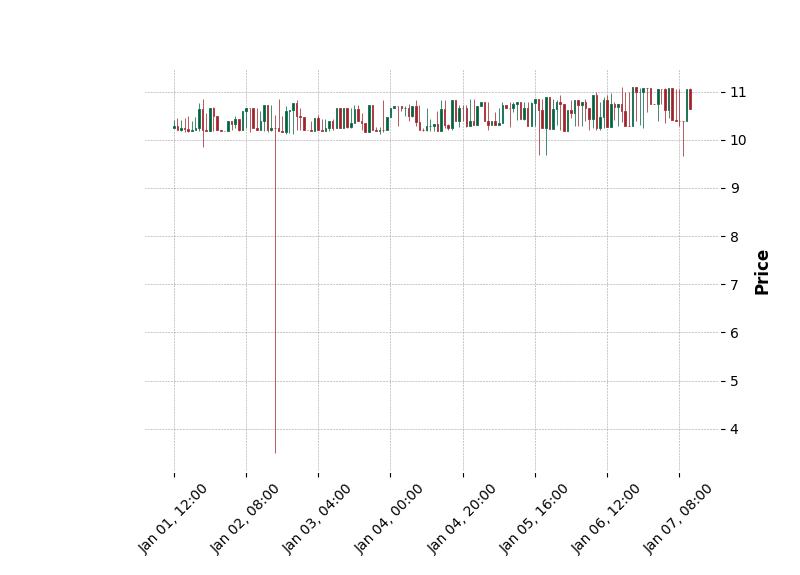 11
10
9
8
7
6
5
4
Price
Jan 01, 12:00
Jan 02, 08:00
Jan 03, 04:00
Jan 04, 00:00
Jan 04, 20:00
Jan 05, 16:00
Jan 06, 12:00
Jan 07, 08:00